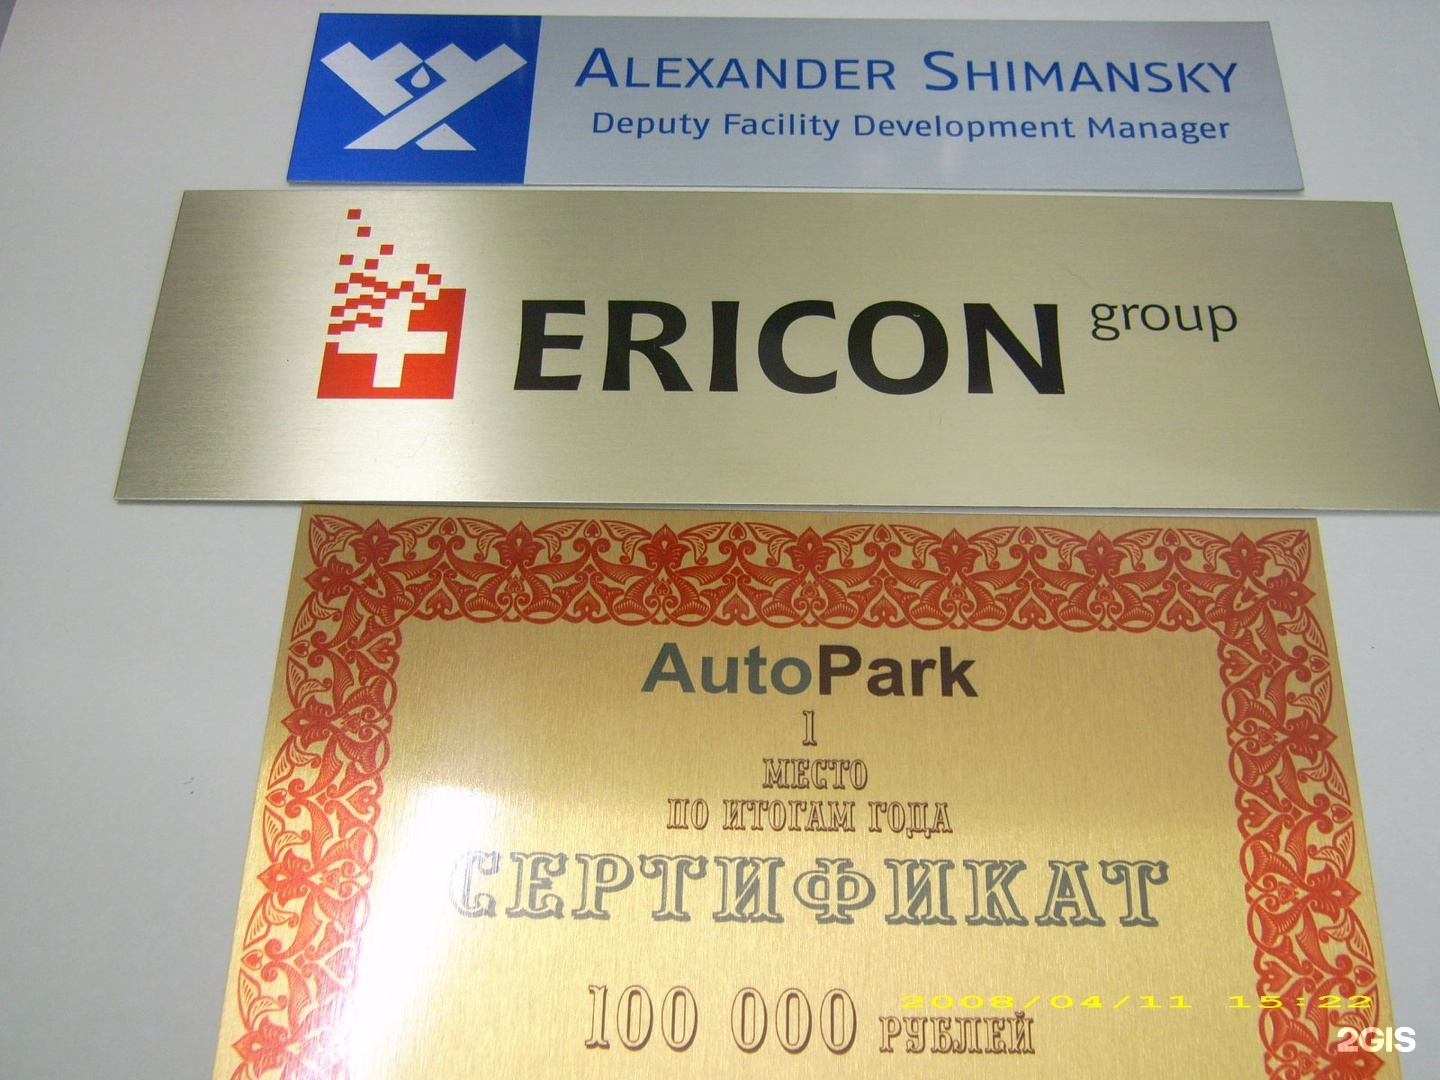 ALEXANDER SHIMANSKY
Deputy Facility Development Manager
ERICON group
AutoPark
1
МЕСТО
ПО ИТОГАМ ГОДА
СЕРТИФИКАТ
100 000 РУБЛЕЙ
2008/04/11 15:22
2GIS